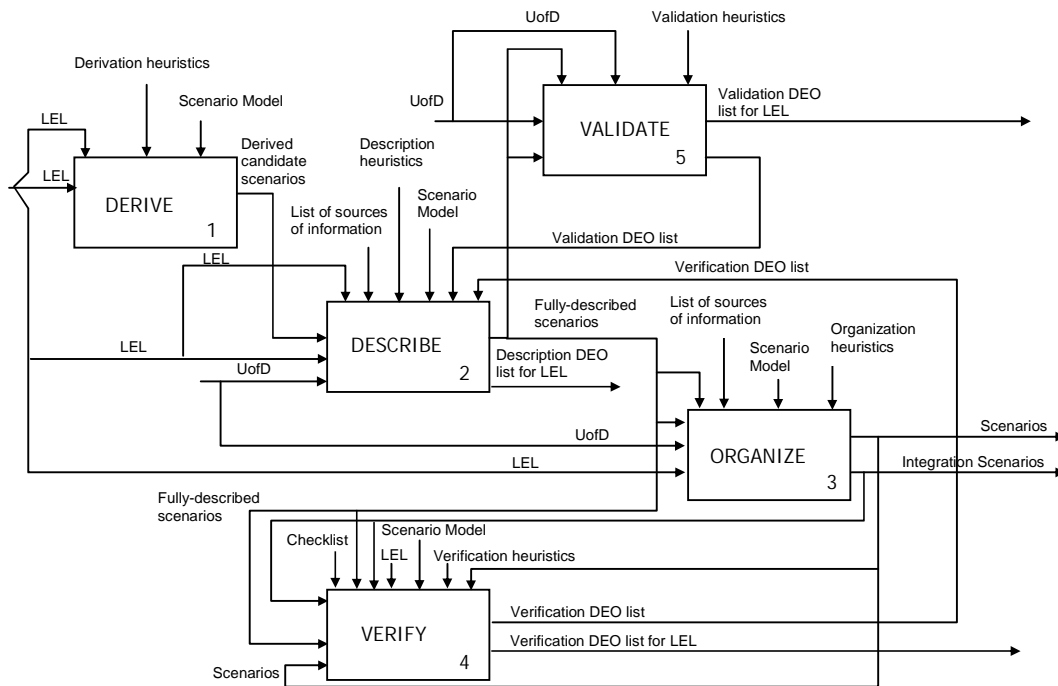 UofD
Validation heuristics
Derivation heuristics
Validation DEO
list for LEL
Scenario Model
UofD
LEL
VALIDATE
5
Derived
candidate
scenarios
Description
heuristics
LEL
DERIVE
1
Scenario
Model
List of sources
of information
Validation DEO list
LEL
Verification DEO list
Fully-described
scenarios
List of sources
of information
Organization
heuristics
LEL
DESCRIBE
2
Scenario
Model
Description DEO
list for LEL
UofD
UofD
Scenarios
ORGANIZE
3
LEL
Integration Scenarios
Fully-described
scenarios
Scenario Model
Checklist
LEL
Verification heuristics
Verification DEO list
VERIFY
4
Verification DEO list for LEL
Scenarios